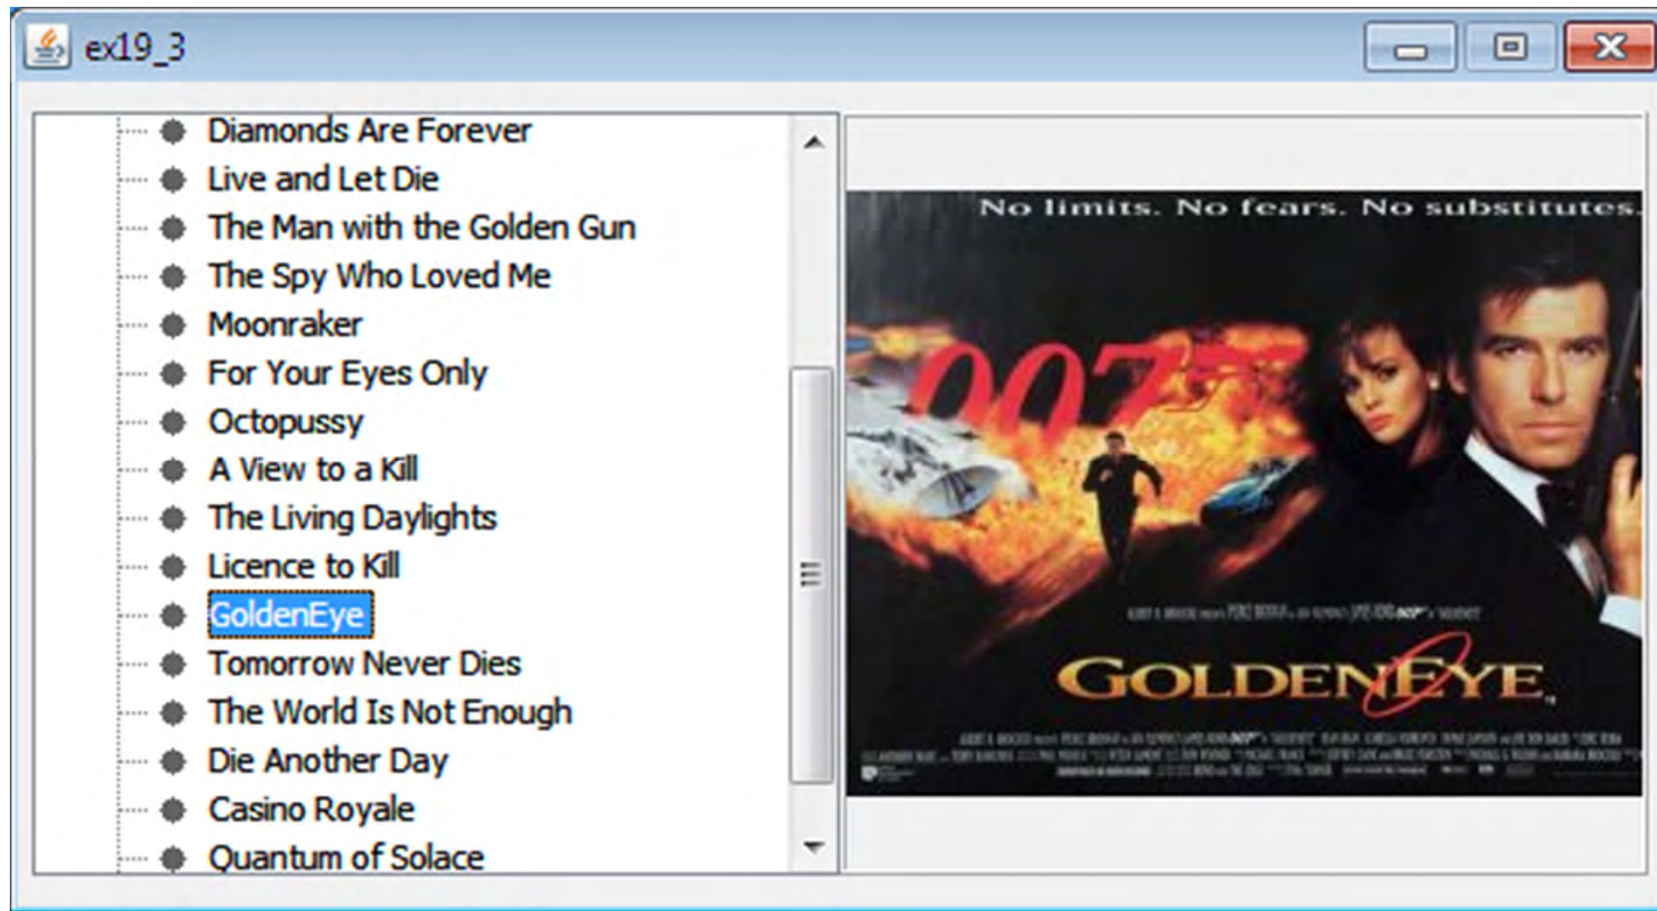 ex19_3
Diamonds Are Forever
Live and Let Die
The Man with the Golden Gun
The Spy Who Loved Me
Moonraker
For Your Eyes Only
Octopussy
A View to a Kill
The Living Daylights
Licence to Kill
GoldenEye
Tomorrow Never Dies
The World Is Not Enough
Die Another Day
Casino Royale
Quantum of Solace
No limits. No fears. No substitutes.
007
GOLDENEYE